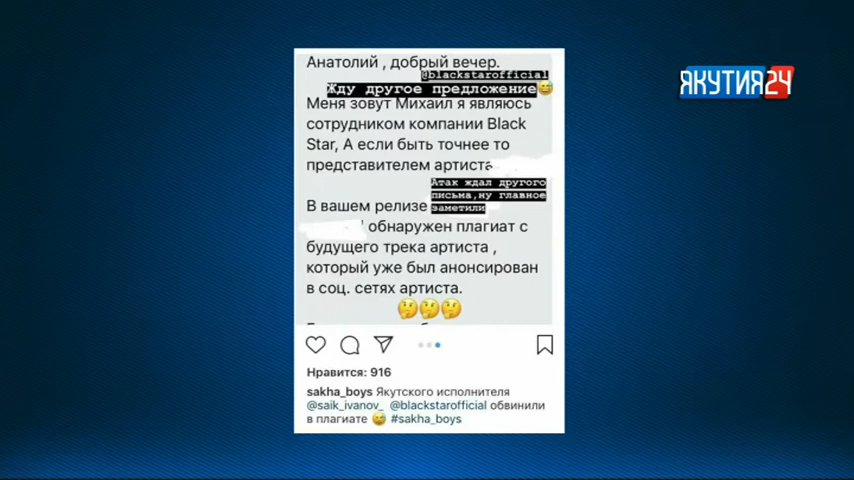 Анатолий , добрый вечер.
@blackstarofficial
Жду другое предложение😅
Меня зовут Михаил я являюсь
сотрудником компании Black
Star, А если быть точнее то
представителем артиста
Атак ждал другого
письма,ну главное
заметили
В вашем релизе
обнаружен плагиат с
будущего трека артиста ,
который уже был анонсирован
в соц. сетях артиста.
🤔🤔🤔
Нравится: 916
sakha_boys Якутского исполнителя
@saik_ivanov_ @blackstarofficial обвинили
в плагиате 😅 #sakha_boys
ЯКУТИЯ24